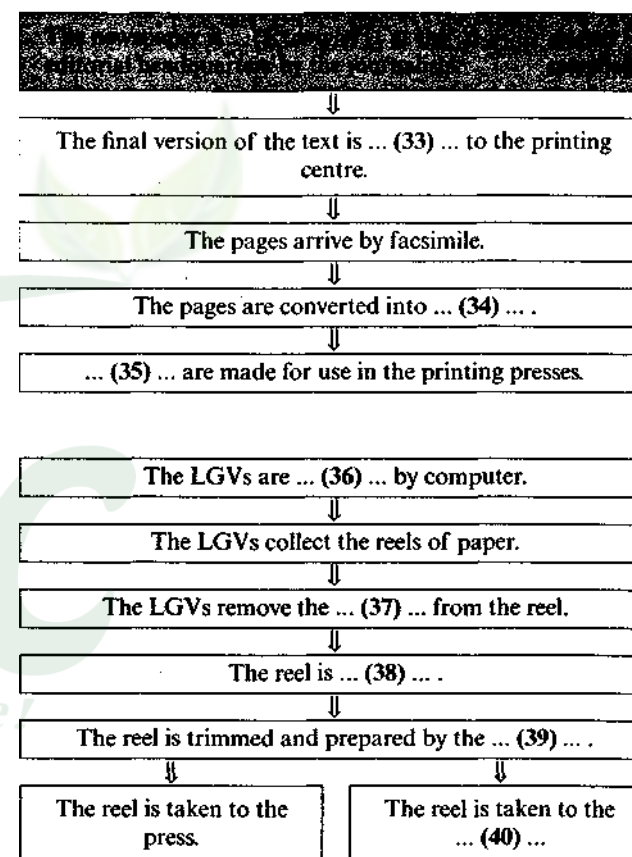 The final version of the text is ... (33) ... to the printing
centre.
The pages arrive by facsimile.
The pages are converted into ... (34) ... .
... (35) ... are made for use in the printing presses.
The LGVs are ... (36) ... by computer.
The LGVs collect the reels of paper.
The LGVs remove the ... (37) ... from the reel.
The reel is ... (38) ... .
The reel is trimmed and prepared by the ... (39) ... .
The reel is taken to the
press.
The reel is taken to the
... (40) ...